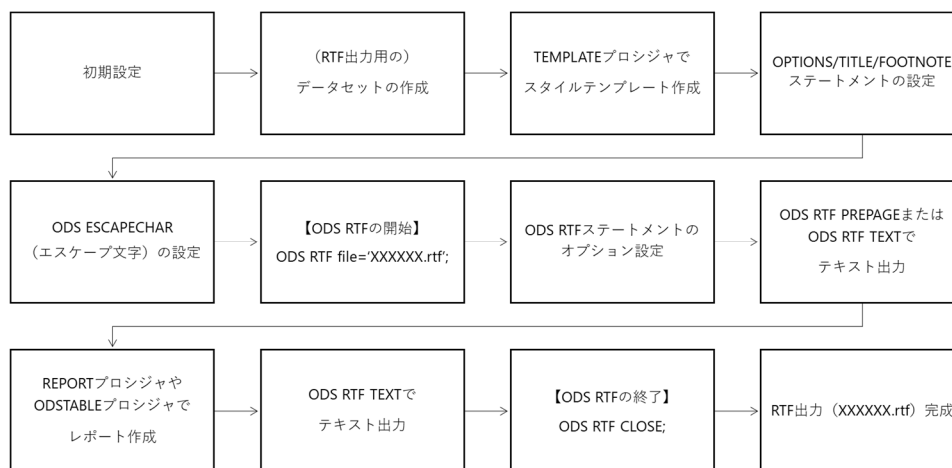 初期設定
（RTF出力用の）
データセットの作成
TEMPLATEプロシジャで
スタイルテンプレート作成
OPTIONS/TITLE/FOOTNOTE
ステートメントの設定
ODS ESCAPECHAR
（エスケープ文字）の設定
【ODS RTFの開始】
ODS RTF file=‘XXXXXX.rtf’;
ODS RTFステートメントの
オプション設定
ODS RTF PREPAGEまたは
ODS RTF TEXTで
テキスト出力
REPORTプロシジャや
ODSTABLEプロシジャで
レポート作成
ODS RTF TEXTで
テキスト出力
【ODS RTFの終了】
ODS RTF CLOSE;
RTF出力（XXXXXX.rtf）完成